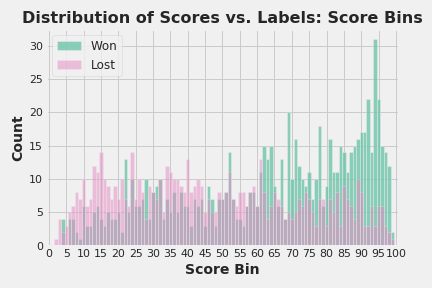 Distribution of Scores vs. Labels: Score Bins
Won
Lost
Count
30
25
20
15
10
5
0
0 5 10 15 20 25 30 35 40 45 50 55 60 65 70 75 80 85 90 95 100
Score Bin